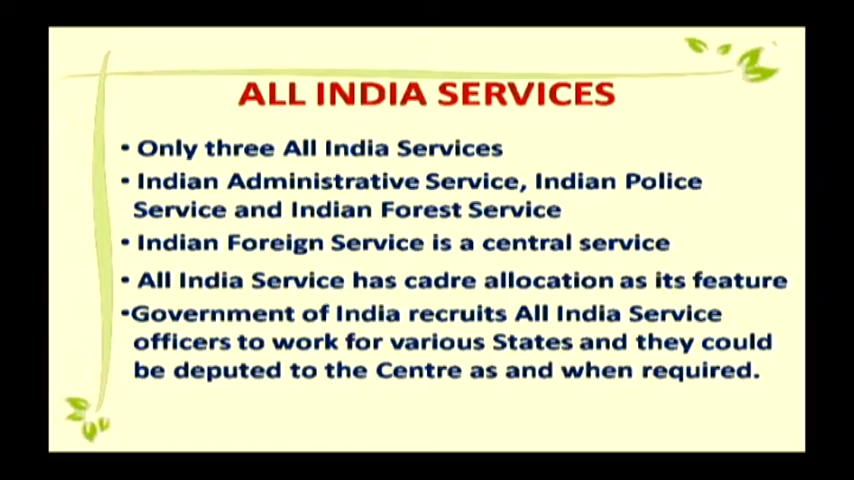 ALL INDIA SERVICES
• Only three All India Services
• Indian Administrative Service, Indian Police
Service and Indian Forest Service
• Indian Foreign Service is a central service
• All India Service has cadre allocation as its feature
•Government of India recruits All India Service
officers to work for various States and they could
be deputed to the Centre as and when required.